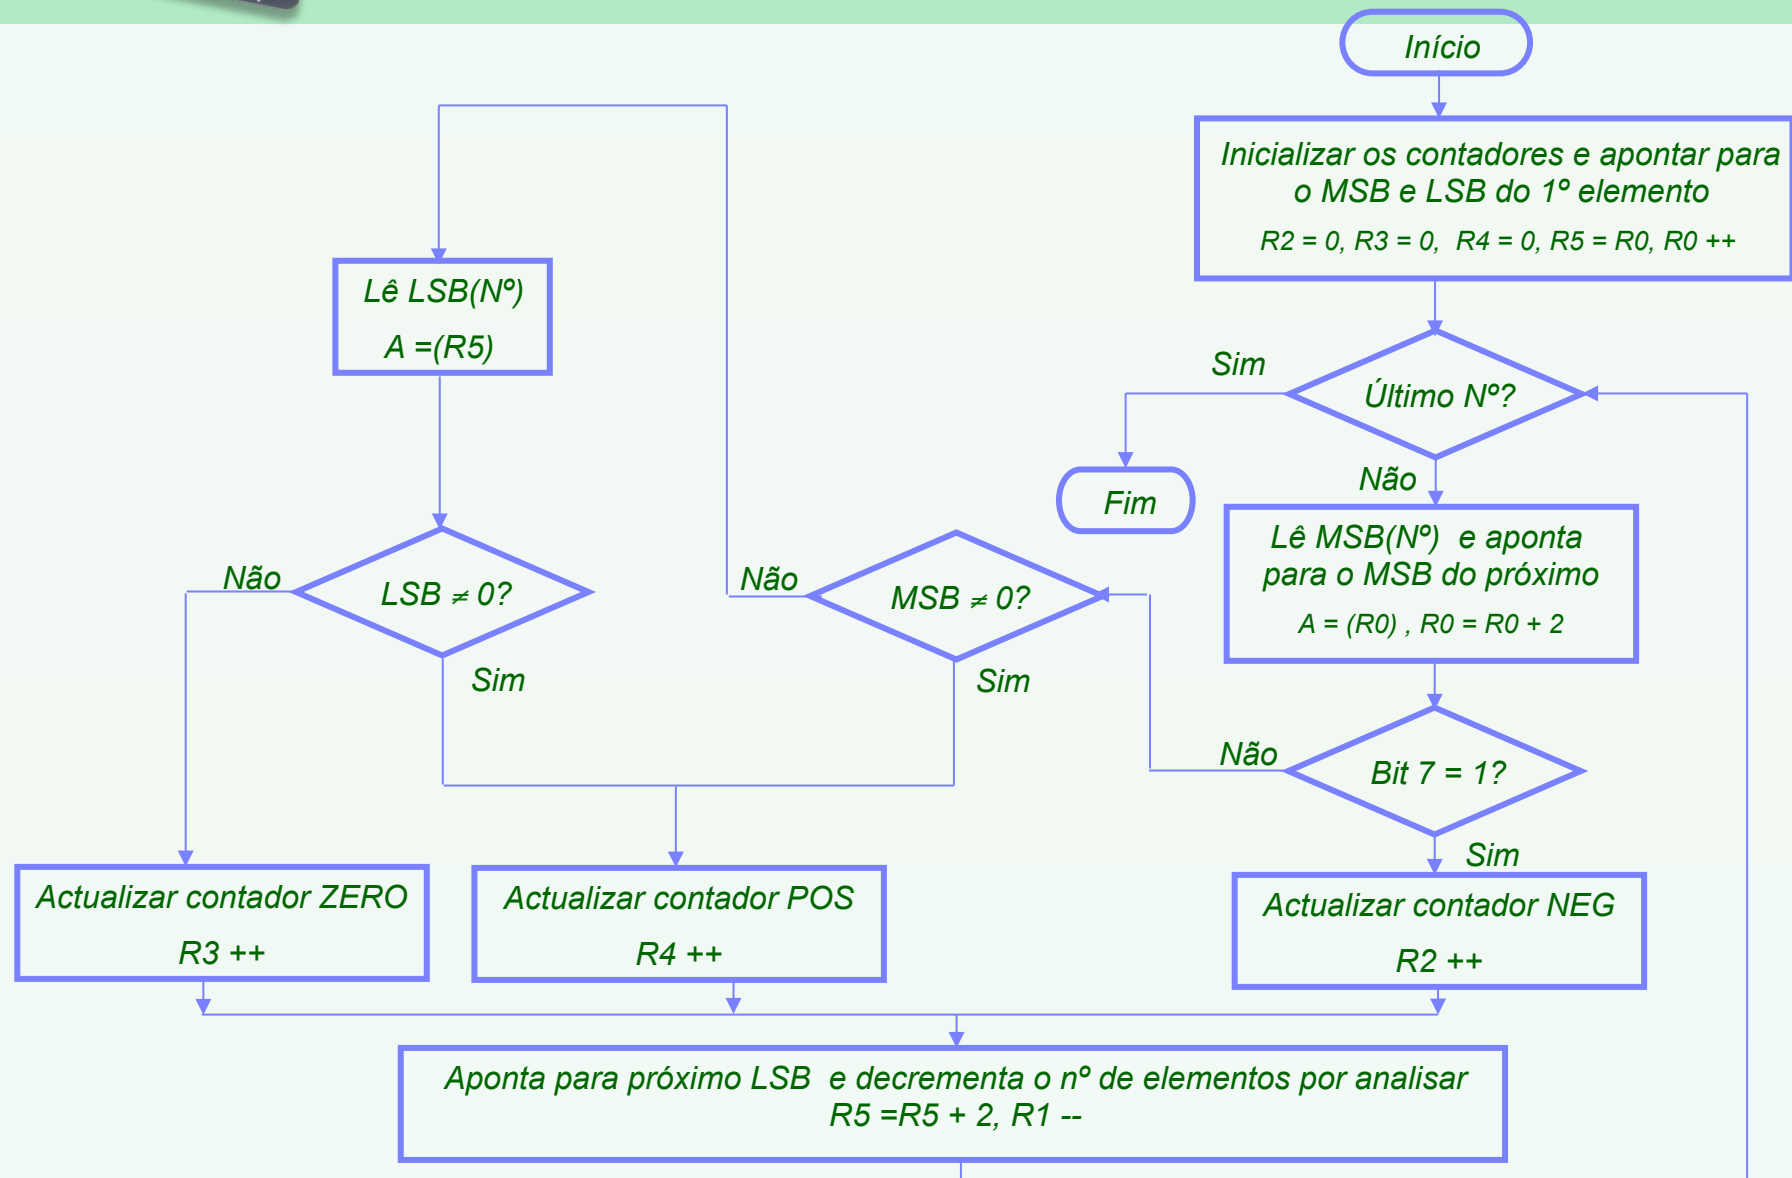 Início
Inicializar os contadores e apontar para
o MSB e LSB do 1º elemento
R2 = 0, R3 = 0, R4 = 0, R5 = R0, R0 ++
Último Nº?
Sim
Fim
Não
Lê MSB(Nº) e aponta
para o MSB do próximo
A = (R0) , R0 = R0 + 2
Bit 7 = 1?
Não
Sim
Actualizar contador NEG
R2 ++
MSB ≠ 0?
Não
Sim
Lê LSB(Nº)
A =(R5)
LSB ≠ 0?
Não
Sim
Actualizar contador ZERO
R3 ++
Actualizar contador POS
R4 ++
Aponta para próximo LSB e decrementa o nº de elementos por analisar
R5 =R5 + 2, R1 --